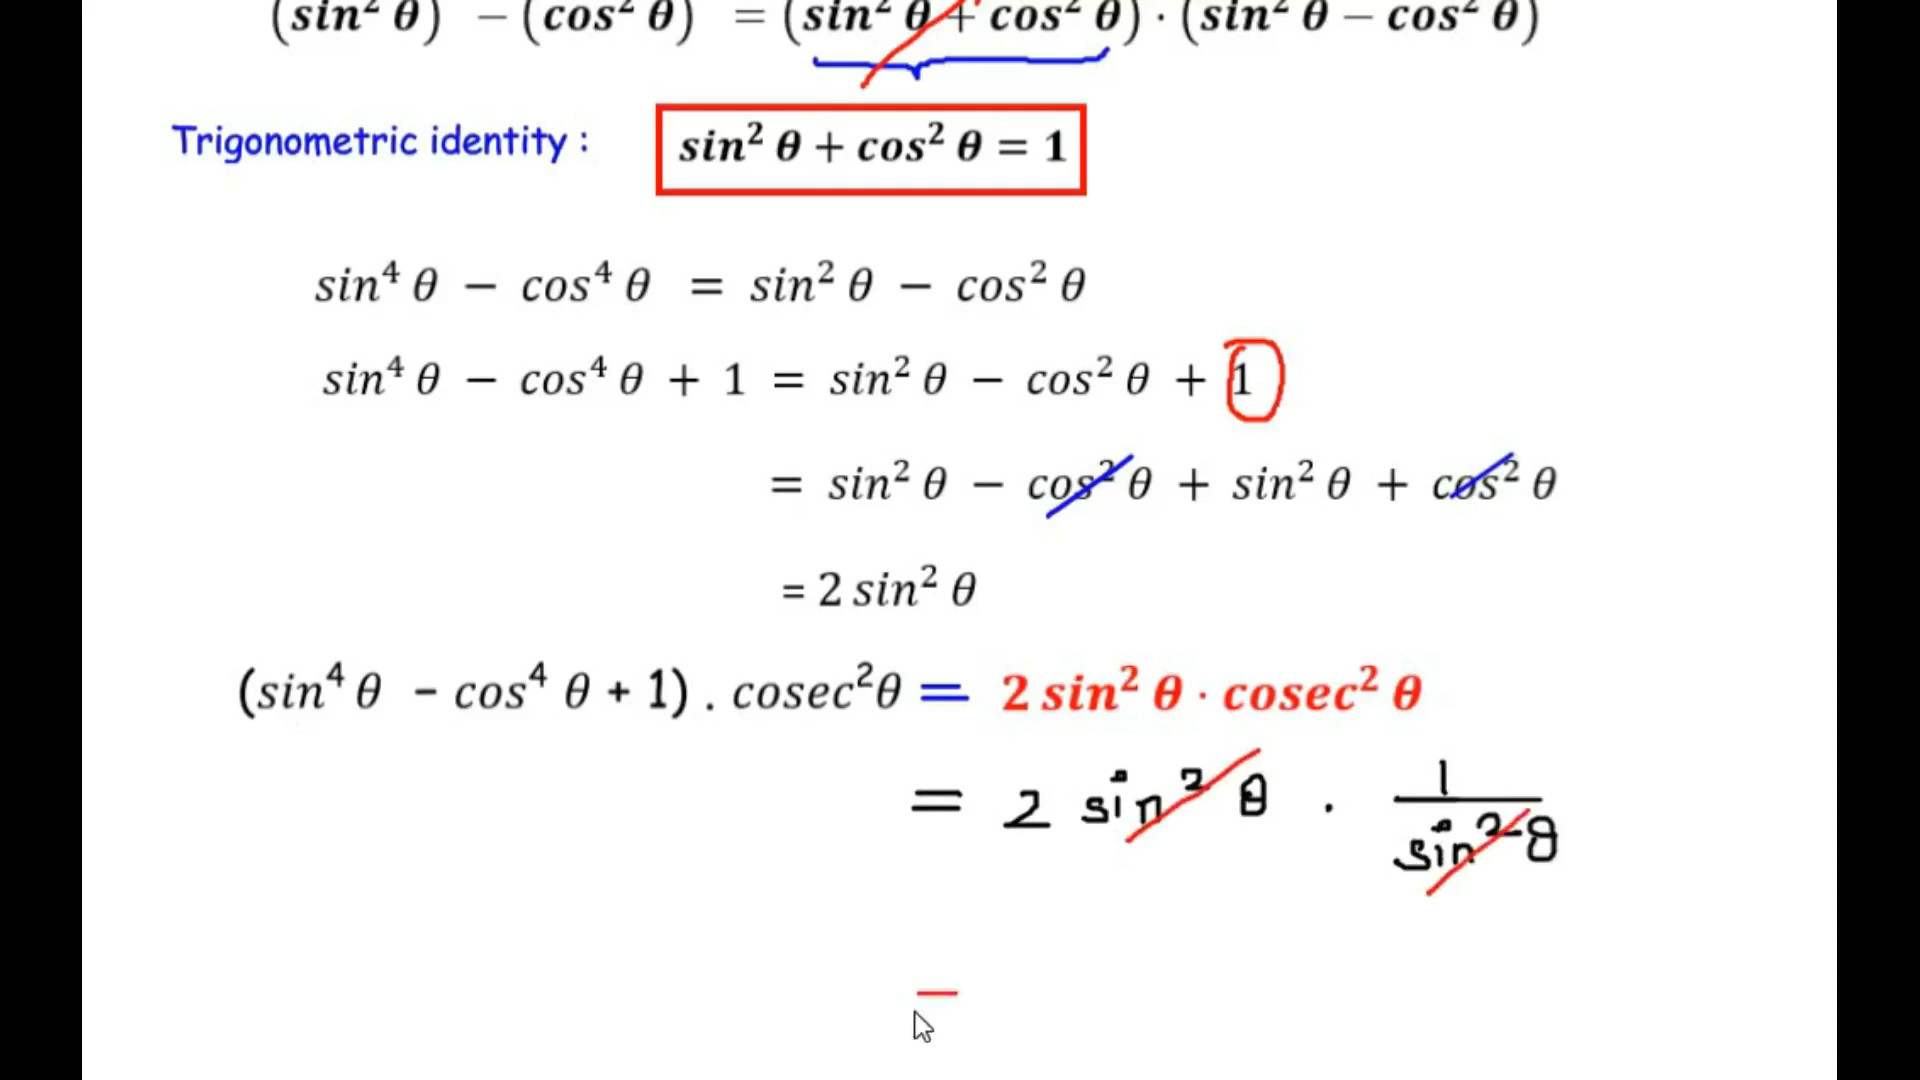 (sin² θ) − (cos² θ) = (sin² θ + cos² θ) · (sin² θ − cos² θ)
Trigonometric identity : sin² θ + cos² θ = 1
sin⁴ θ − cos⁴ θ = sin² θ − cos² θ
sin⁴ θ − cos⁴ θ + 1 = sin² θ − cos² θ + 1
= sin² θ − cos² θ + sin² θ + cos² θ
= 2 sin² θ
(sin⁴ θ - cos⁴ θ + 1) . cosec²θ = 2 sin² θ · cosec² θ
= 2 sin² θ · 1/sin² θ